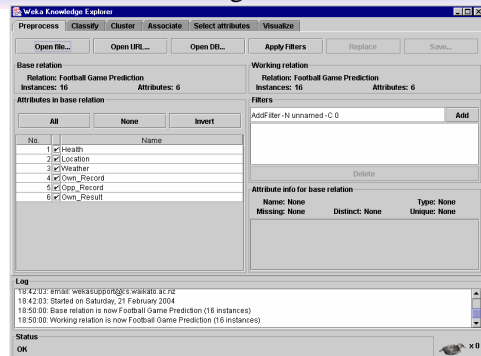 Weka Knowledge Explorer
Preprocess Classify Cluster Associate Select attributes Visualize
Open file... Open URL... Open DB... Apply Filters Replace Save...
Base relation
Relation: Football Game Prediction
Instances: 16 Attributes: 6
Working relation
Relation: Football Game Prediction
Instances: 16 Attributes: 6
Attributes in base relation
All None Invert
No. Name
1 Health
2 Location
3 Weather
4 Own_Record
5 Opp_Record
6 Own_Result
Filters
AddFilter -N unnamed -C 0 Add
Delete
Attribute info for base relation
Name: None Type: None
Missing: None Distinct: None Unique: None
Log
18:42:03: email: wekasupport@cs.waikato.ac.nz
18:42:03: Started on Saturday, 21 February 2004
18:50:00: Base relation is now Football Game Prediction (16 instances)
18:50:00: Working relation is now Football Game Prediction (16 instances)
Status
OK
x 0